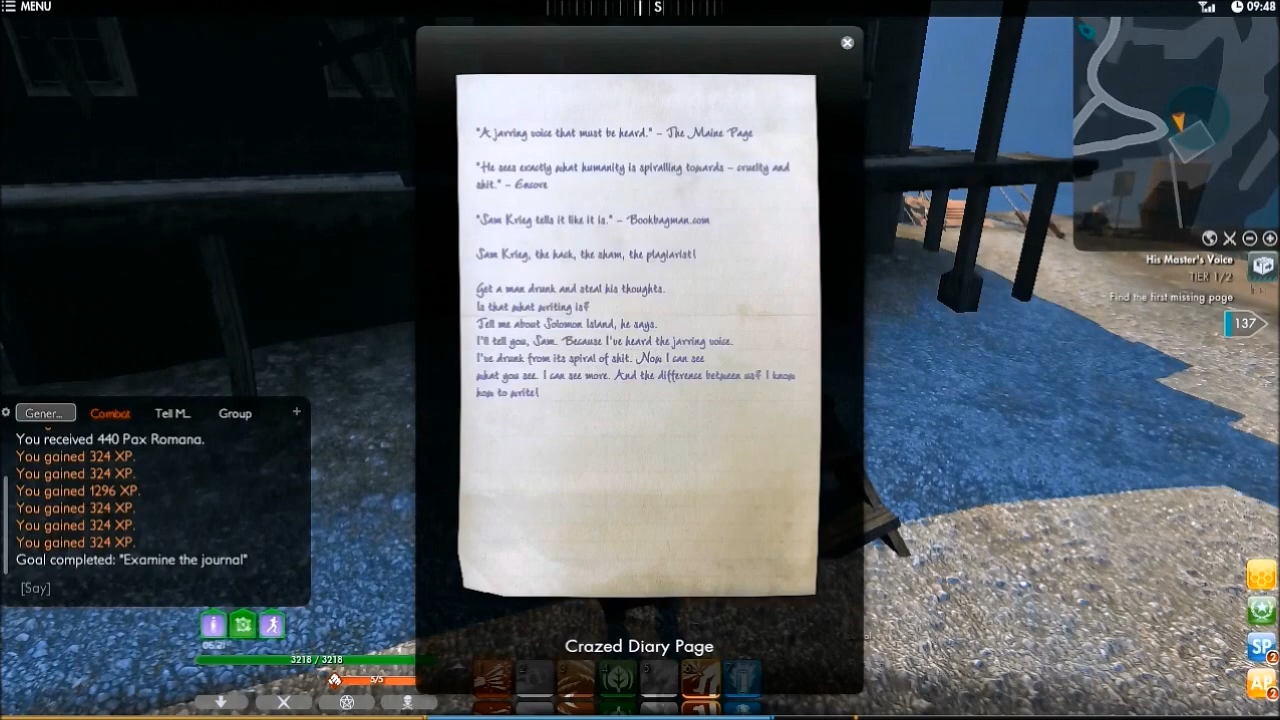 MENU
S
09:48
"A jarring voice that must be heard." – The Maine Page
"He sees exactly what humanity is spiralling towards – cruelty and
shit." – Encore
"Sam Krieg tells it like it is." – Bookbagman.com
Sam Krieg, the hack, the sham, the plagiarist!
Get a man drunk and steal his thoughts.
Is that what writing is?
Tell me about Solomon Island, he says.
I'll tell you, Sam. Because I've heard the jarring voice.
I've drunk from its spiral of shit. Now I can see
what you see. I can see more. And the difference between us? I know
how to write!
Crazed Diary Page
His Master's Voice
TIER 1/2
Find the first missing page
137
Gener...
Combat
Tell M...
Group
+
You received 440 Pax Romana.
You gained 324 XP.
You gained 324 XP.
You gained 1296 XP.
You gained 324 XP.
You gained 324 XP.
You gained 324 XP.
Goal completed: "Examine the journal"
[Say]
3218 / 3218
5/5
SP
2
AP
2